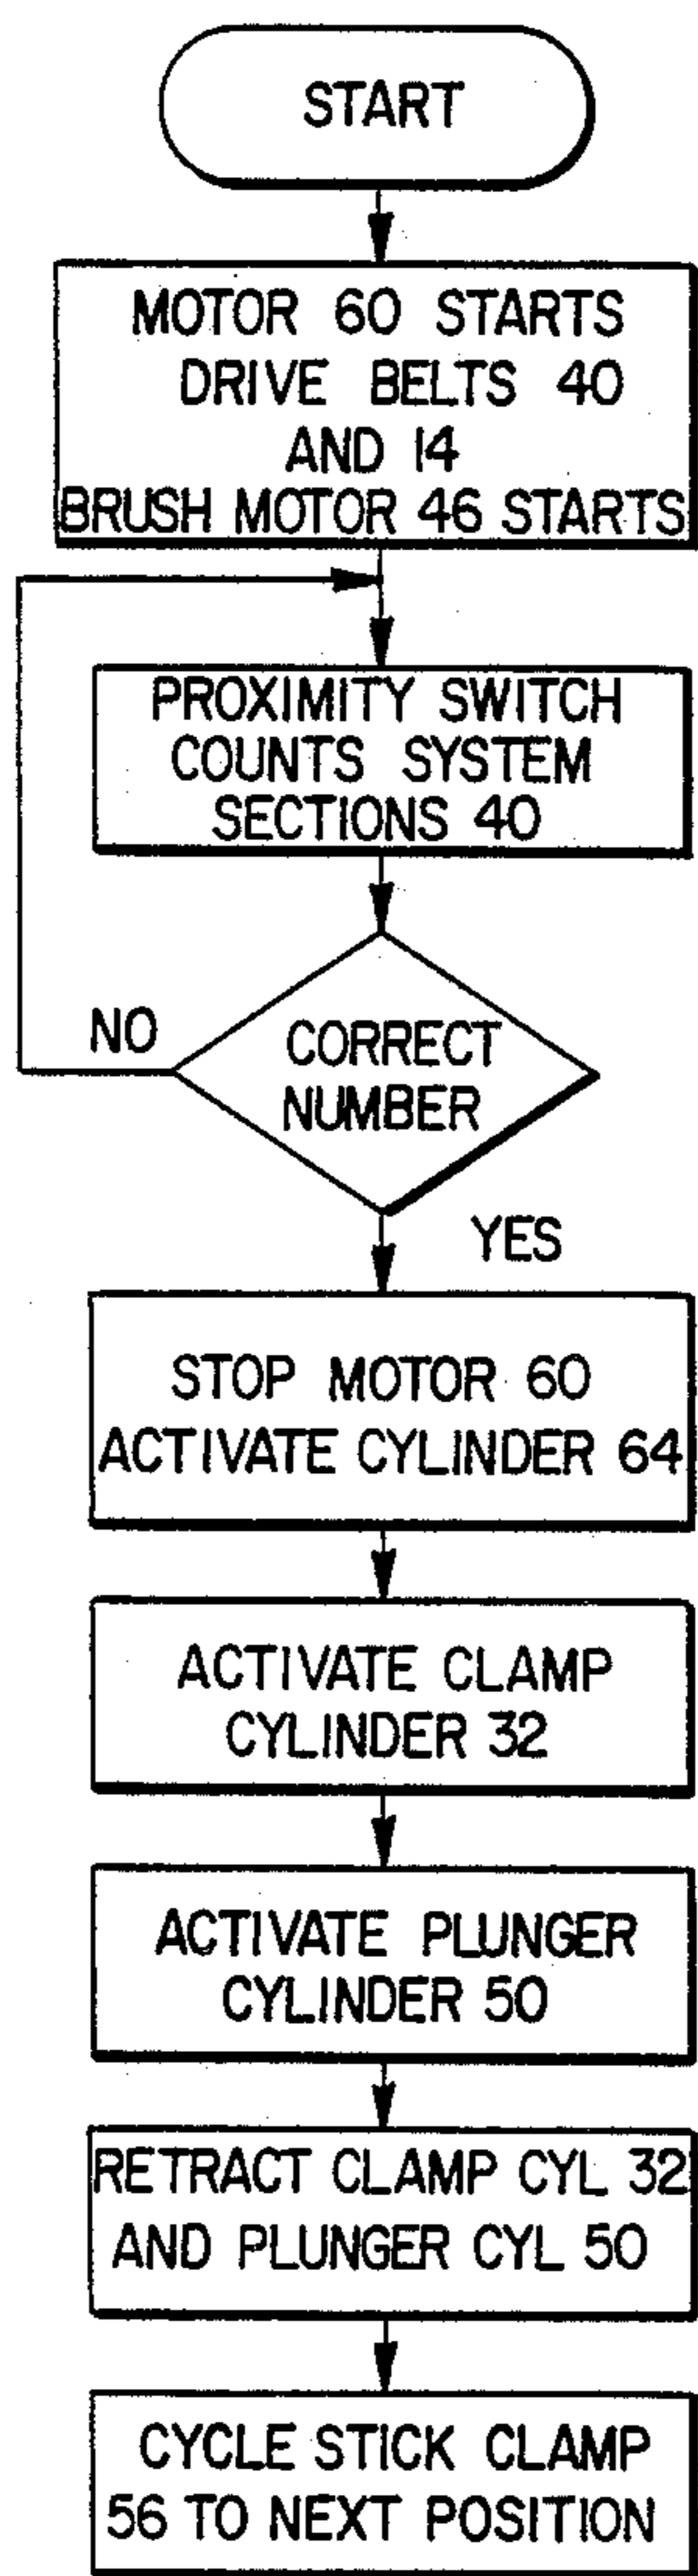 START
MOTOR 60 STARTS
DRIVE BELTS 40
AND 14
BRUSH MOTOR 46 STARTS
PROXIMITY SWITCH
COUNTS SYSTEM
SECTIONS 40
NO
CORRECT
NUMBER
YES
STOP MOTOR 60
ACTIVATE CYLINDER 64
ACTIVATE CLAMP
CYLINDER 32
ACTIVATE PLUNGER
CYLINDER 50
RETRACT CLAMP CYL 32
AND PLUNGER CYL 50
CYCLE STICK CLAMP
56 TO NEXT POSITION